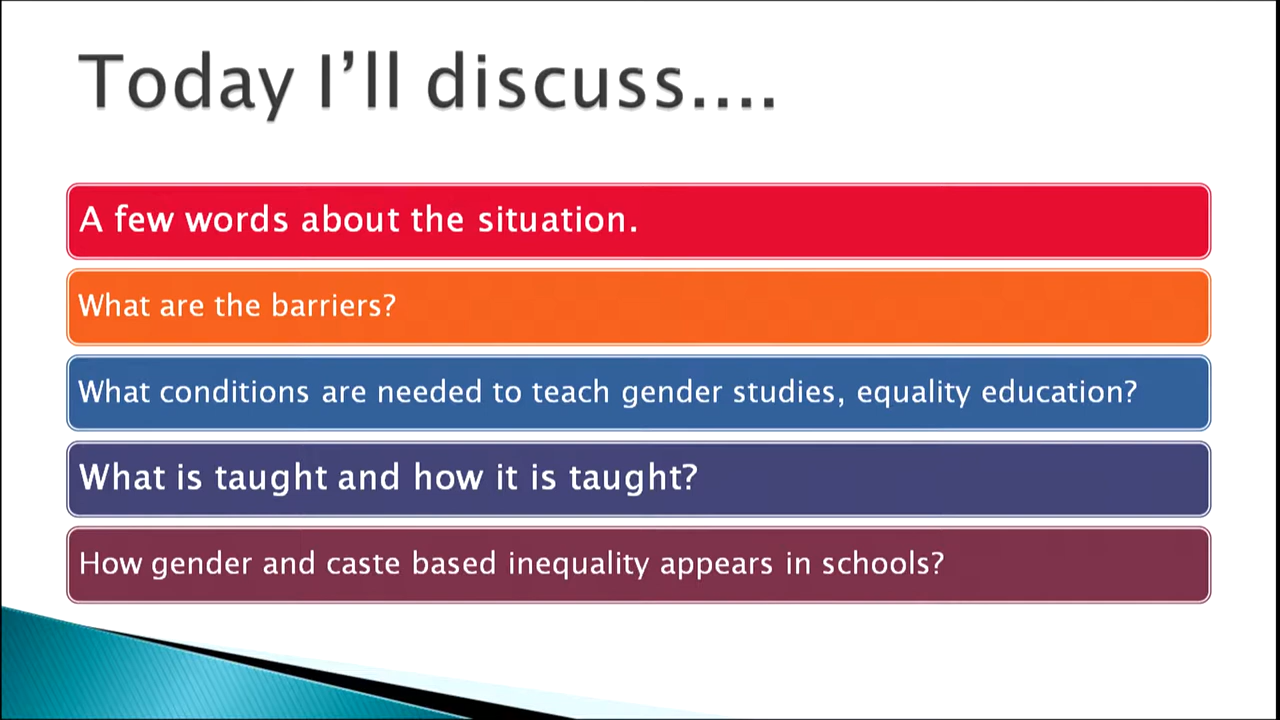 Today I’ll discuss....
A few words about the situation.
What are the barriers?
What conditions are needed to teach gender studies, equality education?
What is taught and how it is taught?
How gender and caste based inequality appears in schools?